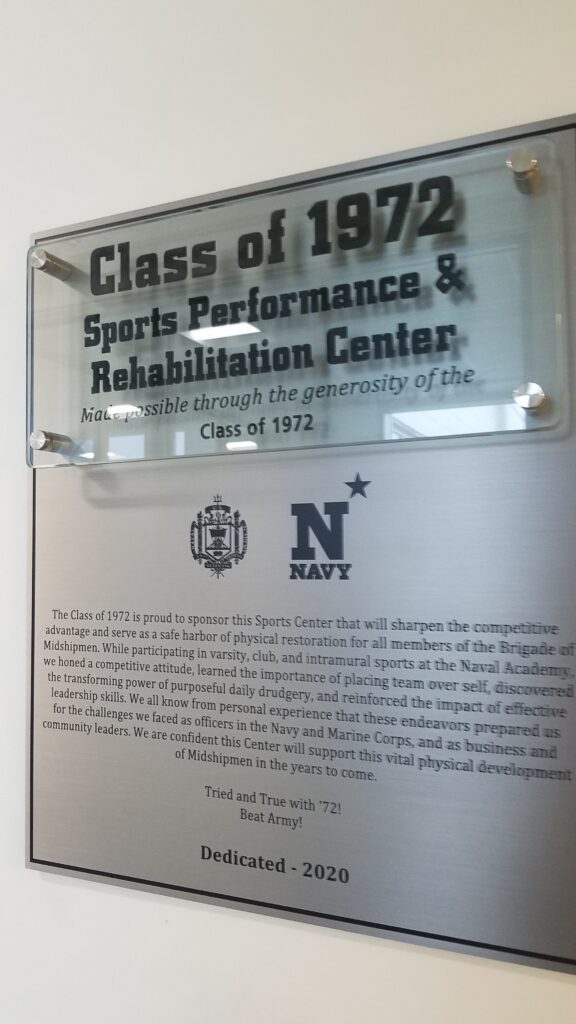 Class of 1972
Sports Performance &
Rehabilitation Center
Made possible through the generosity of the
Class of 1972
N
NAVY
The Class of 1972 is proud to sponsor this Sports Center that will sharpen the competitive
advantage and serve as a safe harbor of physical restoration for all members of the Brigade of
Midshipmen. While participating in varsity, club, and intramural sports at the Naval Academy,
we honed a competitive attitude, learned the importance of placing team over self, discovered
the transforming power of purposeful daily drudgery, and reinforced the impact of effective
leadership skills. We all know from personal experience that these endeavors prepared us
for the challenges we faced as officers in the Navy and Marine Corps, and as business and
community leaders. We are confident this Center will support this vital physical development
of Midshipmen in the years to come.
Tried and True with '72!
Beat Army!
Dedicated - 2020